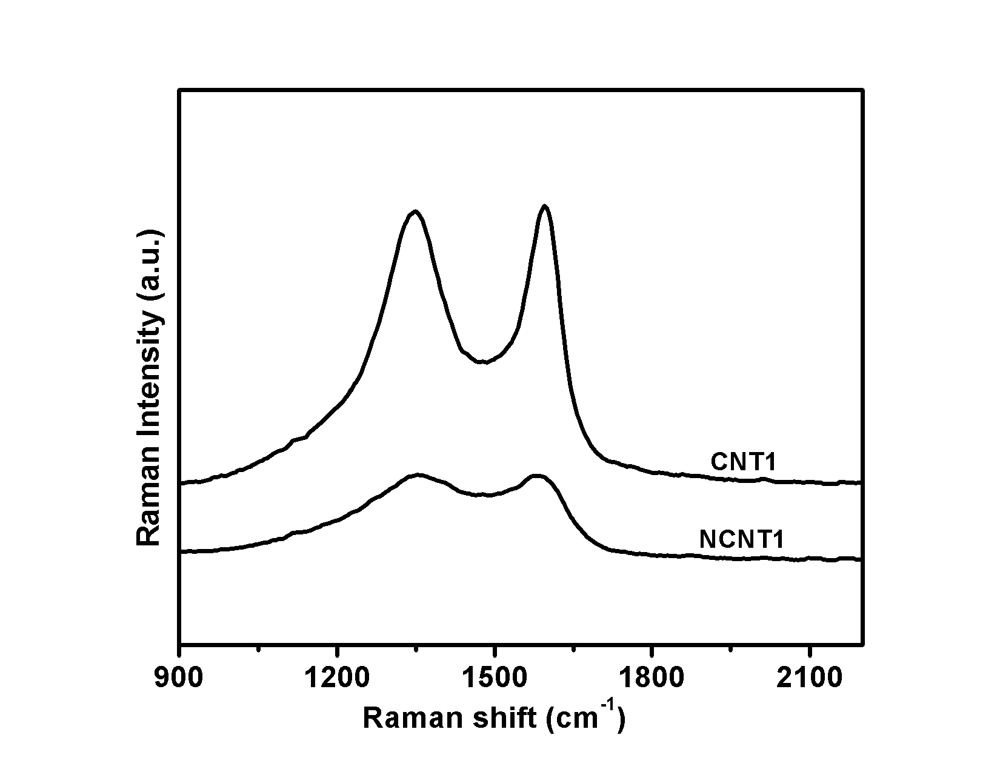 Raman Intensity (a.u.)
CNT1
NCNT1
900 1200 1500 1800 2100
Raman shift (cm⁻¹)